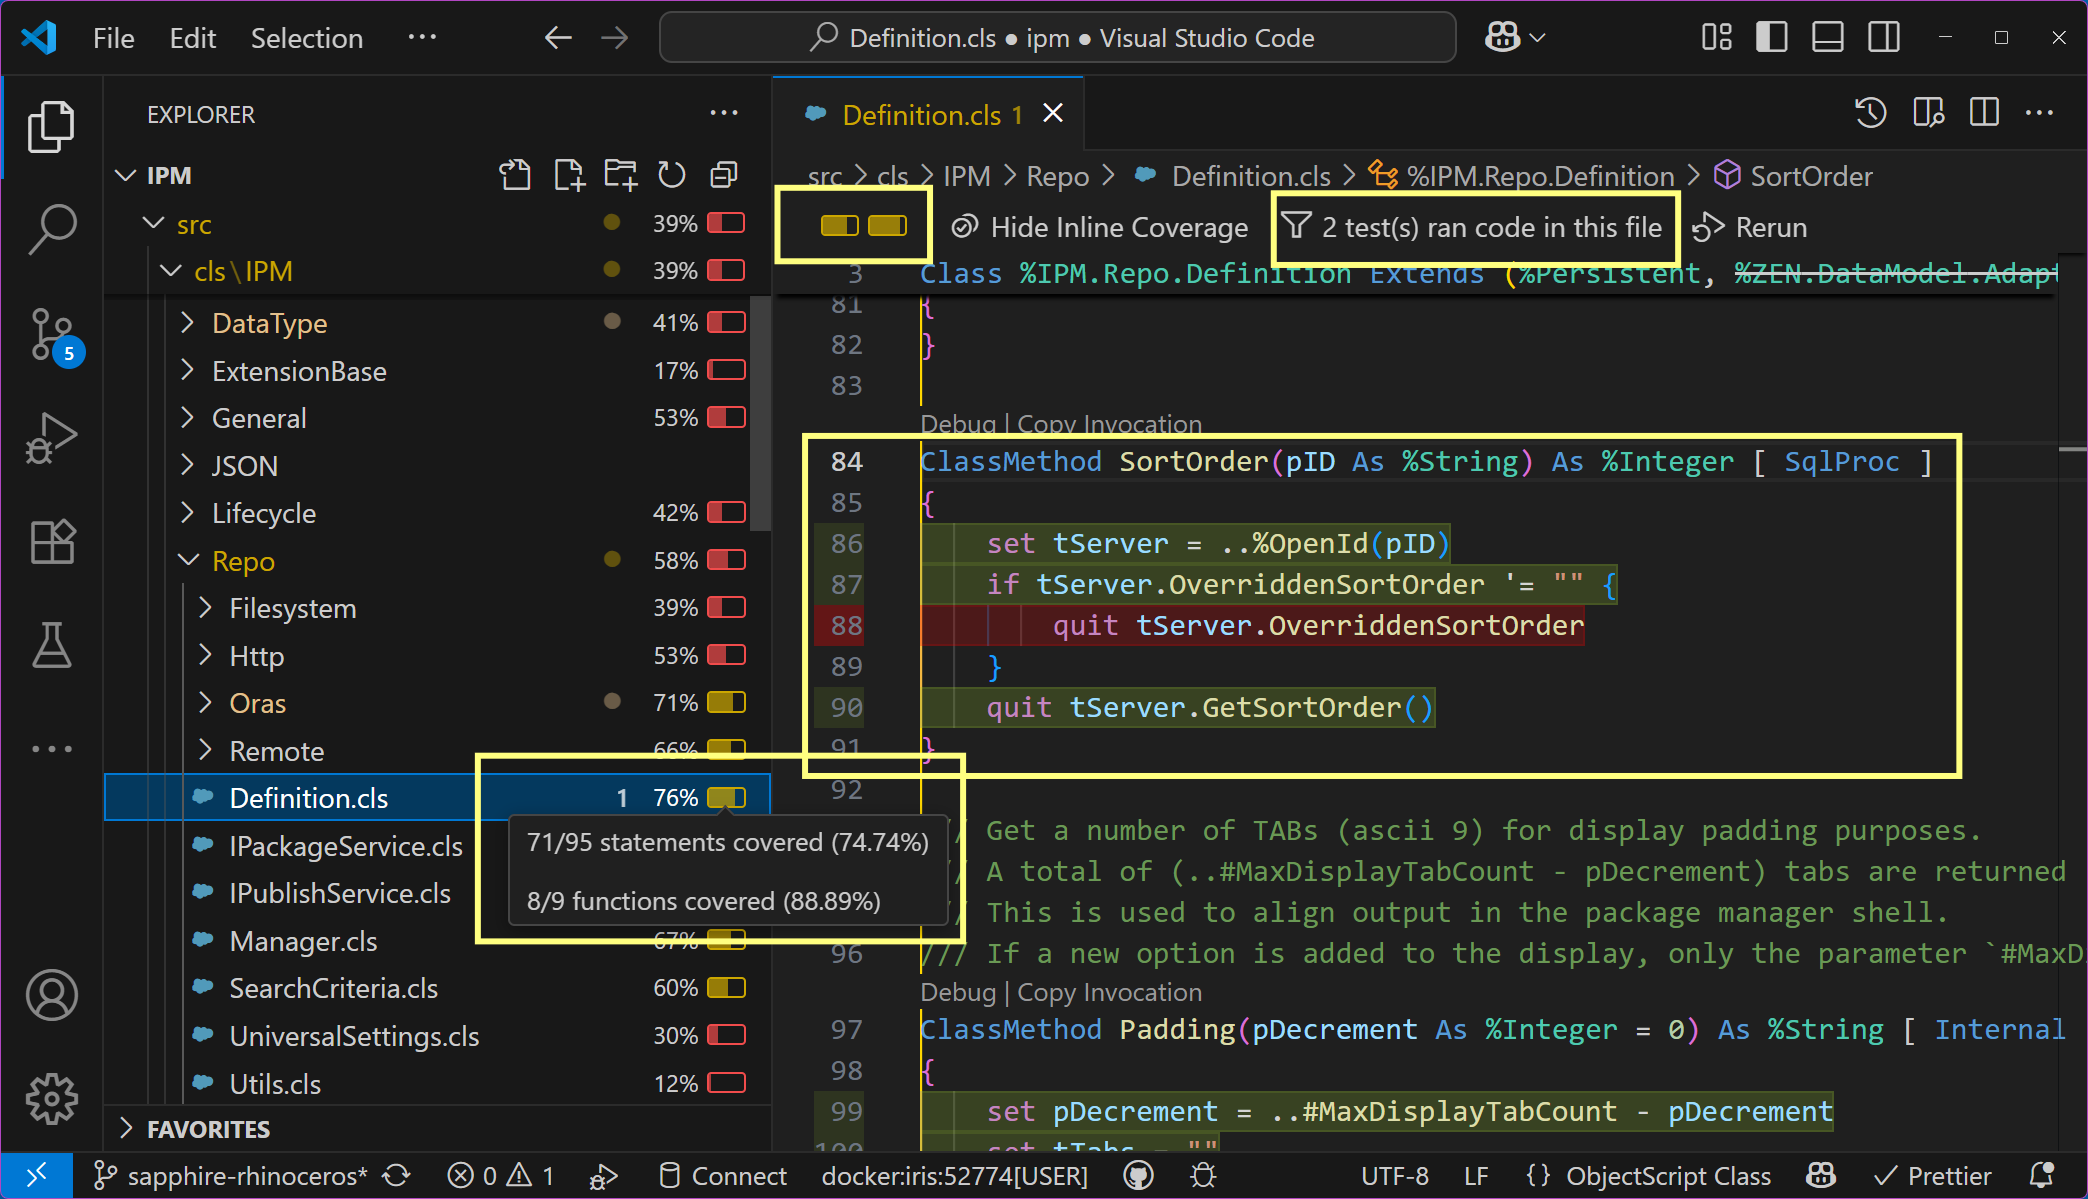 File Edit Selection ··· Definition.cls ● ipm ● Visual Studio Code
EXPLORER
IPM
src 39%
cls\IPM 39%
DataType 41%
ExtensionBase 17%
General 53%
JSON
Lifecycle 42%
Repo 58%
Filesystem 39%
Http 53%
Oras 71%
Remote 66%
Definition.cls 1 76%
71/95 statements covered (74.74%)
8/9 functions covered (88.89%)
IPackageService.cls
IPublishService.cls
Manager.cls 67%
SearchCriteria.cls 60%
UniversalSettings.cls 30%
Utils.cls 12%
FAVORITES
5
Definition.cls 1
src > cls > IPM > Repo > Definition.cls > %IPM.Repo.Definition > SortOrder
Hide Inline Coverage 2 test(s) ran code in this file Rerun
3 Class %IPM.Repo.Definition Extends (%Persistent, %ZEN.DataModel.Adapt
81 {
82 }
83
Debug | Copy Invocation
84 ClassMethod SortOrder(pID As %String) As %Integer [ SqlProc ]
85 {
86 set tServer = ..%OpenId(pID)
87 if tServer.OverriddenSortOrder '= "" {
88 quit tServer.OverriddenSortOrder
89 }
90 quit tServer.GetSortOrder()
91 }
92
/ Get a number of TABs (ascii 9) for display padding purposes.
/ A total of (..#MaxDisplayTabCount - pDecrement) tabs are returned
/ This is used to align output in the package manager shell.
96 /// If a new option is added to the display, only the parameter `#MaxD
Debug | Copy Invocation
97 ClassMethod Padding(pDecrement As %Integer = 0) As %String [ Internal
98 {
99 set pDecrement = ..#MaxDisplayTabCount - pDecrement
100 set tTabs = ""
sapphire-rhinoceros* 0 1 Connect docker:iris:52774[USER] UTF-8 LF {} ObjectScript Class Prettier